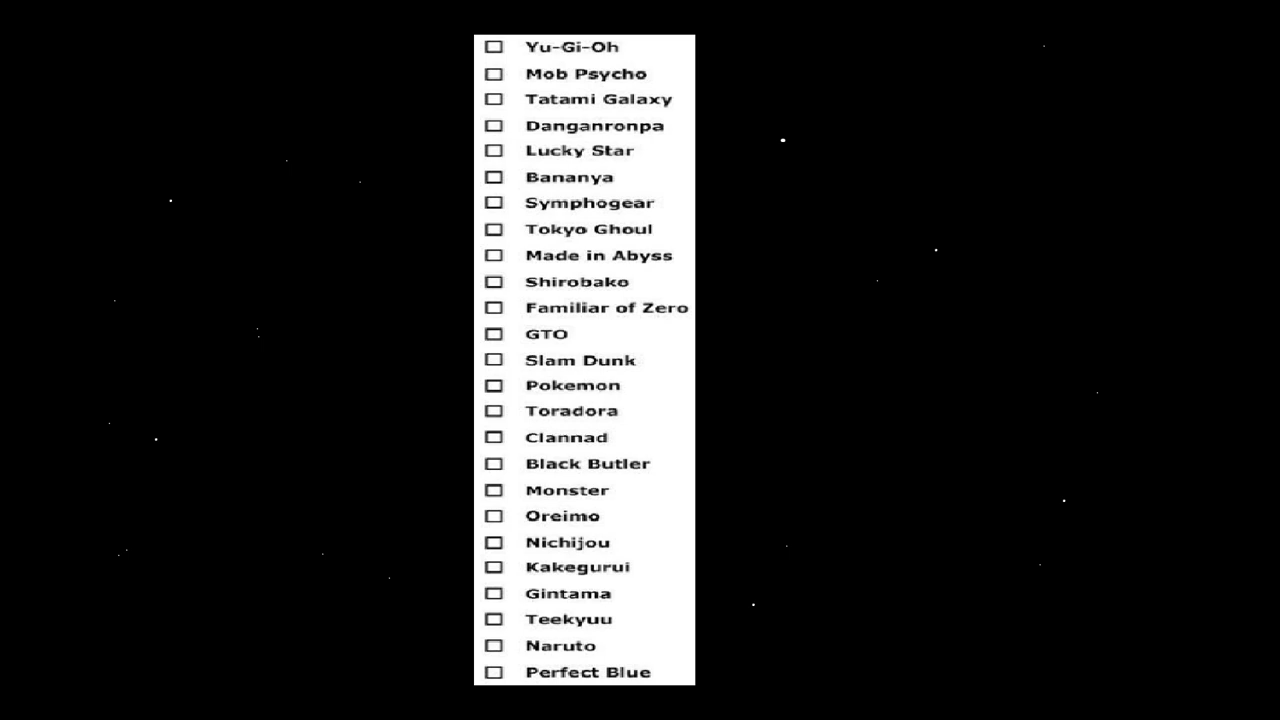 Yu-Gi-Oh
Mob Psycho
Tatami Galaxy
Danganronpa
Lucky Star
Bananya
Symphogear
Tokyo Ghoul
Made in Abyss
Shirobako
Familiar of Zero
GTO
Slam Dunk
Pokemon
Toradora
Clannad
Black Butler
Monster
Oreimo
Nichijou
Kakegurui
Gintama
Teekyuu
Naruto
Perfect Blue